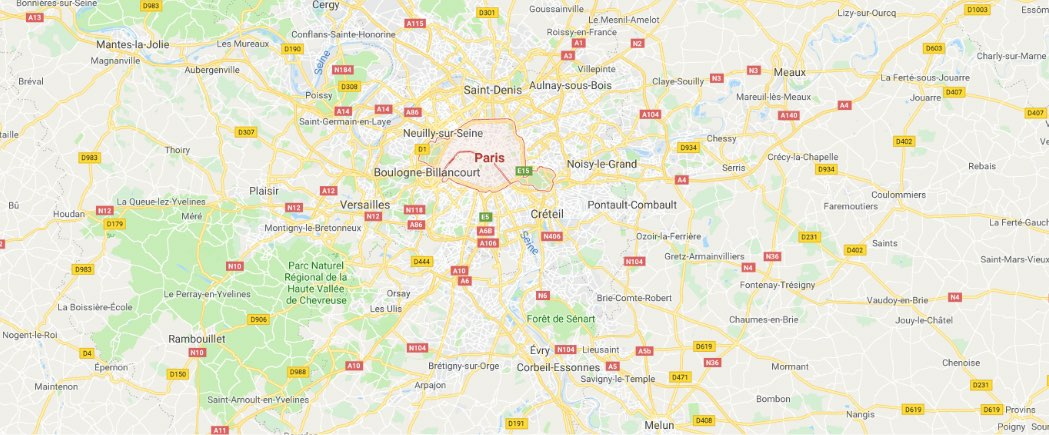 Bonnières-sur-Seine
D983
Cergy
D301
Goussainville
Le Mesnil-Amelot
Lizy-sur-Ourcq
D1003
Essôm
A13
A115
Roissy-en-France
Mantes-la-Jolie
Les Mureaux
Conflans-Sainte-Honorine
D190
A1
N2
D603
Magnanville
Seine
A3
Charly-sur-Marne
Aubergenville
N184
Villepinte
Bréval
D308
Saint-Denis
Aulnay-sous-Bois
Claye-Souilly
N3
N3
Meaux
La Ferté-sous-Jouarre
Poissy
Mareuil-lès-Meaux
Jouarre
D407
A14
A14
A86
A104
A4
A140
D407
Saint-Germain-en-Laye
taille
D307
Neuilly-sur-Seine
Chessy
D402
D983
Thoiry
D1
Paris
D934
Crécy-la-Chapelle
Noisy-le-Grand
Serris
D934
Rebais
Boulogne-Billancourt
E15
A4
Plaisir
A12
Coulommiers
Bû
La Queue-lez-Yvelines
Versailles
Pontault-Combault
Faremoutiers
Houdan
N12
N12
N12
N118
E5
Créteil
D179
Méré
Montigny-le-Bretonneux
A86
A6B
La Ferté-Gauch
A106
Seine
N406
Ozoir-la-Ferrière
D231
D402
Saints
D444
N104
Gretz-Armainvilliers
N36
Saint-Mars-Vieux
D983
N10
Parc Naturel
Régional de la
Haute Vallée
de Chevreuse
A10
A6
N4
Fontenay-Trésigny
Le Perray-en-Yvelines
Orsay
N6
Brie-Comte-Robert
Vaudoy-en-Brie
N4
La Boissière-École
Les Ulis
D906
Forêt de Sénart
Chaumes-en-Brie
Jouy-le-Châtel
Nogent-le-Roi
Rambouillet
D4
N10
N104
Évry
N104
Lieusaint
A5b
D619
N36
Chenoise
Épernon
D150
D988
A10
Brétigny-sur-Orge
Corbeil-Essonnes
A5
Mormant
Maintenon
Arpajon
Savigny-le-Temple
D471
D231
Saint-Arnoult-en-Yvelines
Bombon
D619
D619
Provins
A11
D191
Melun
D408
Nangis
Poigny
Sour